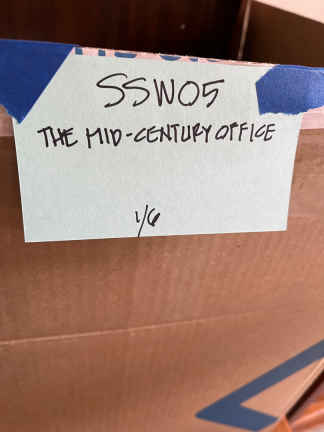 SSW05
THE MID-CENTURY OFFICE
1/6